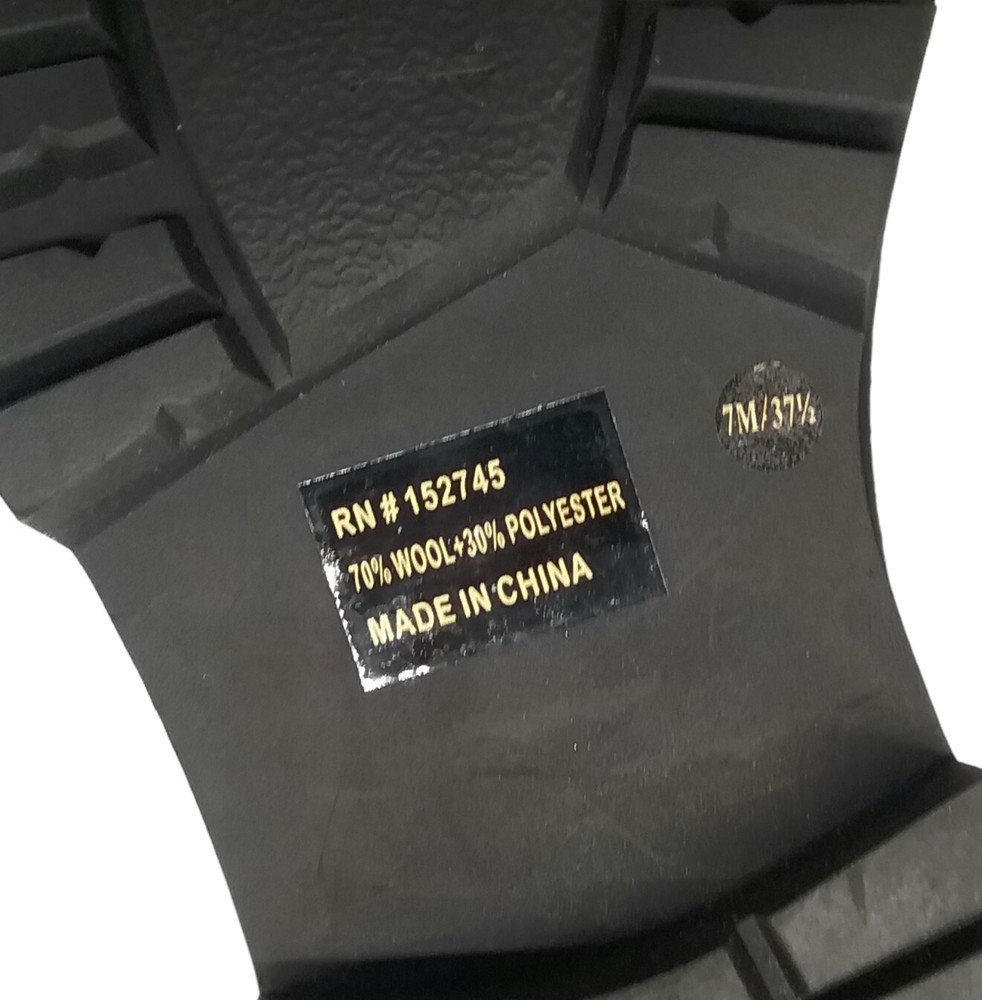 7M/37½
RN # 152745
70% WOOL+30% POLYESTER
MADE IN CHINA